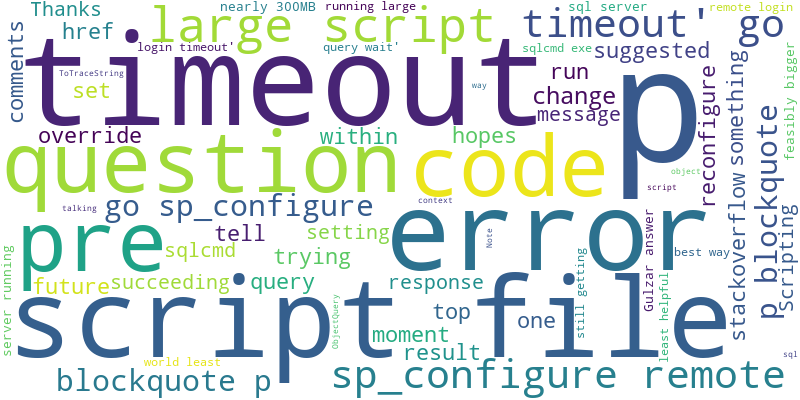 Thanks
nearly 300MB
running large
sql server
remote login
href
large script
timeout' go
comments
login timeout'
query wait'
sqlcmd exe
suggested
timeout
ToTraceString
set
way
run
change
message
p
reconfigure
something
feasibly bigger
override
within
hopes
question
code
object
script
talking
go sp_configure
context
error
stackoverflow
p blockquote
Scripting
pre
tell
setting
Note
Gulzar answer
best way
sqlcmd
trying
server running
future
succeeding
query
response
still getting
least helpful
script file
ObjectQuery
top
one
moment
result
world least
sql
blockquote p
sp_configure remote